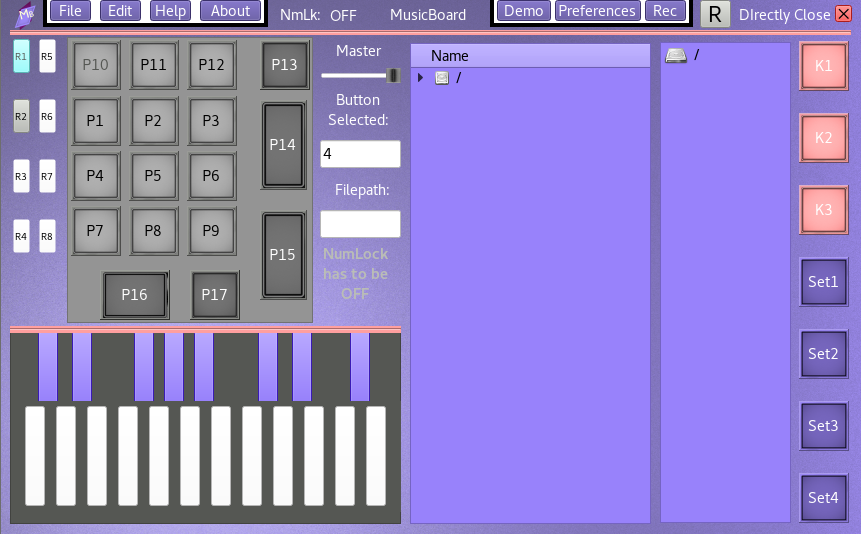 MB File Edit Help About NmLk: OFF MusicBoard Demo Preferences Rec R DIrectly Close
R1 R5
R2 R6
R3 R7
R4 R8
P10 P11 P12 P13
P1 P2 P3 P14
P4 P5 P6
P7 P8 P9 P15
P16 P17
Master
Button
Selected:
4
Filepath:
NumLock
has to be
OFF
Name
/
/
K1
K2
K3
Set1
Set2
Set3
Set4